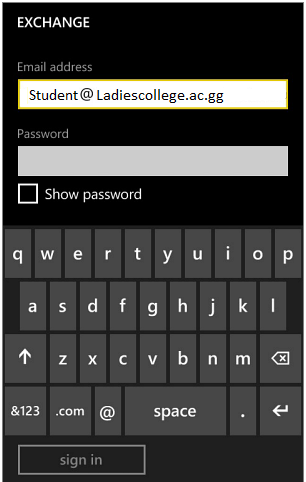 EXCHANGE
Email address
Student@ Ladiescollege.ac.gg
Password
Show password
q w e r t y u i o p
a s d f g h j k l
z x c v b n m
&123 .com @ space .
sign in